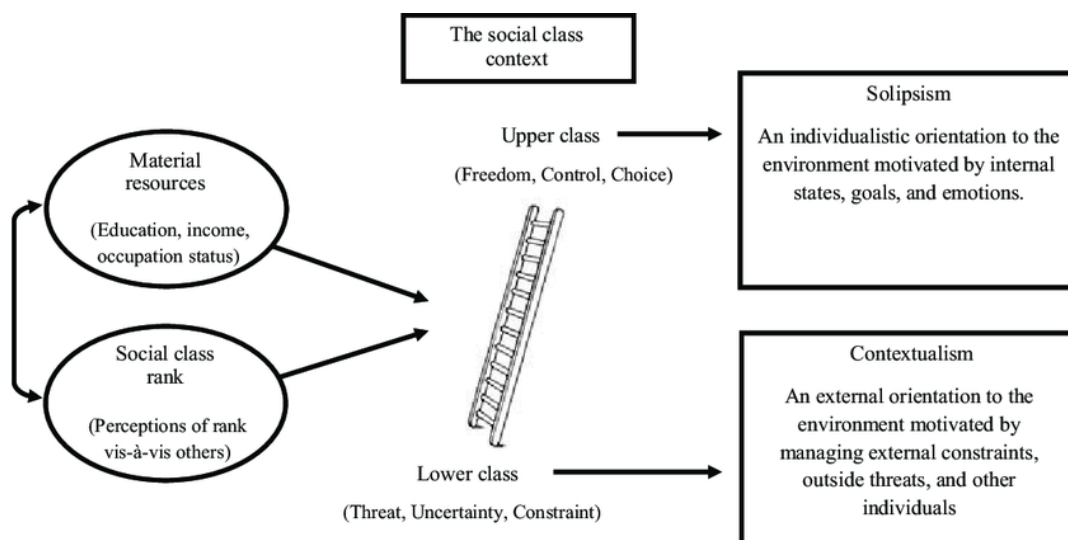 The social class
context
Material
resources
(Education, income,
occupation status)
Social class
rank
(Perceptions of rank
vis-à-vis others)
Upper class
(Freedom, Control, Choice)
Lower class
(Threat, Uncertainty, Constraint)
Solipsism
An individualistic orientation to the
environment motivated by internal
states, goals, and emotions.
Contextualism
An external orientation to the
environment motivated by
managing external constraints,
outside threats, and other
individuals